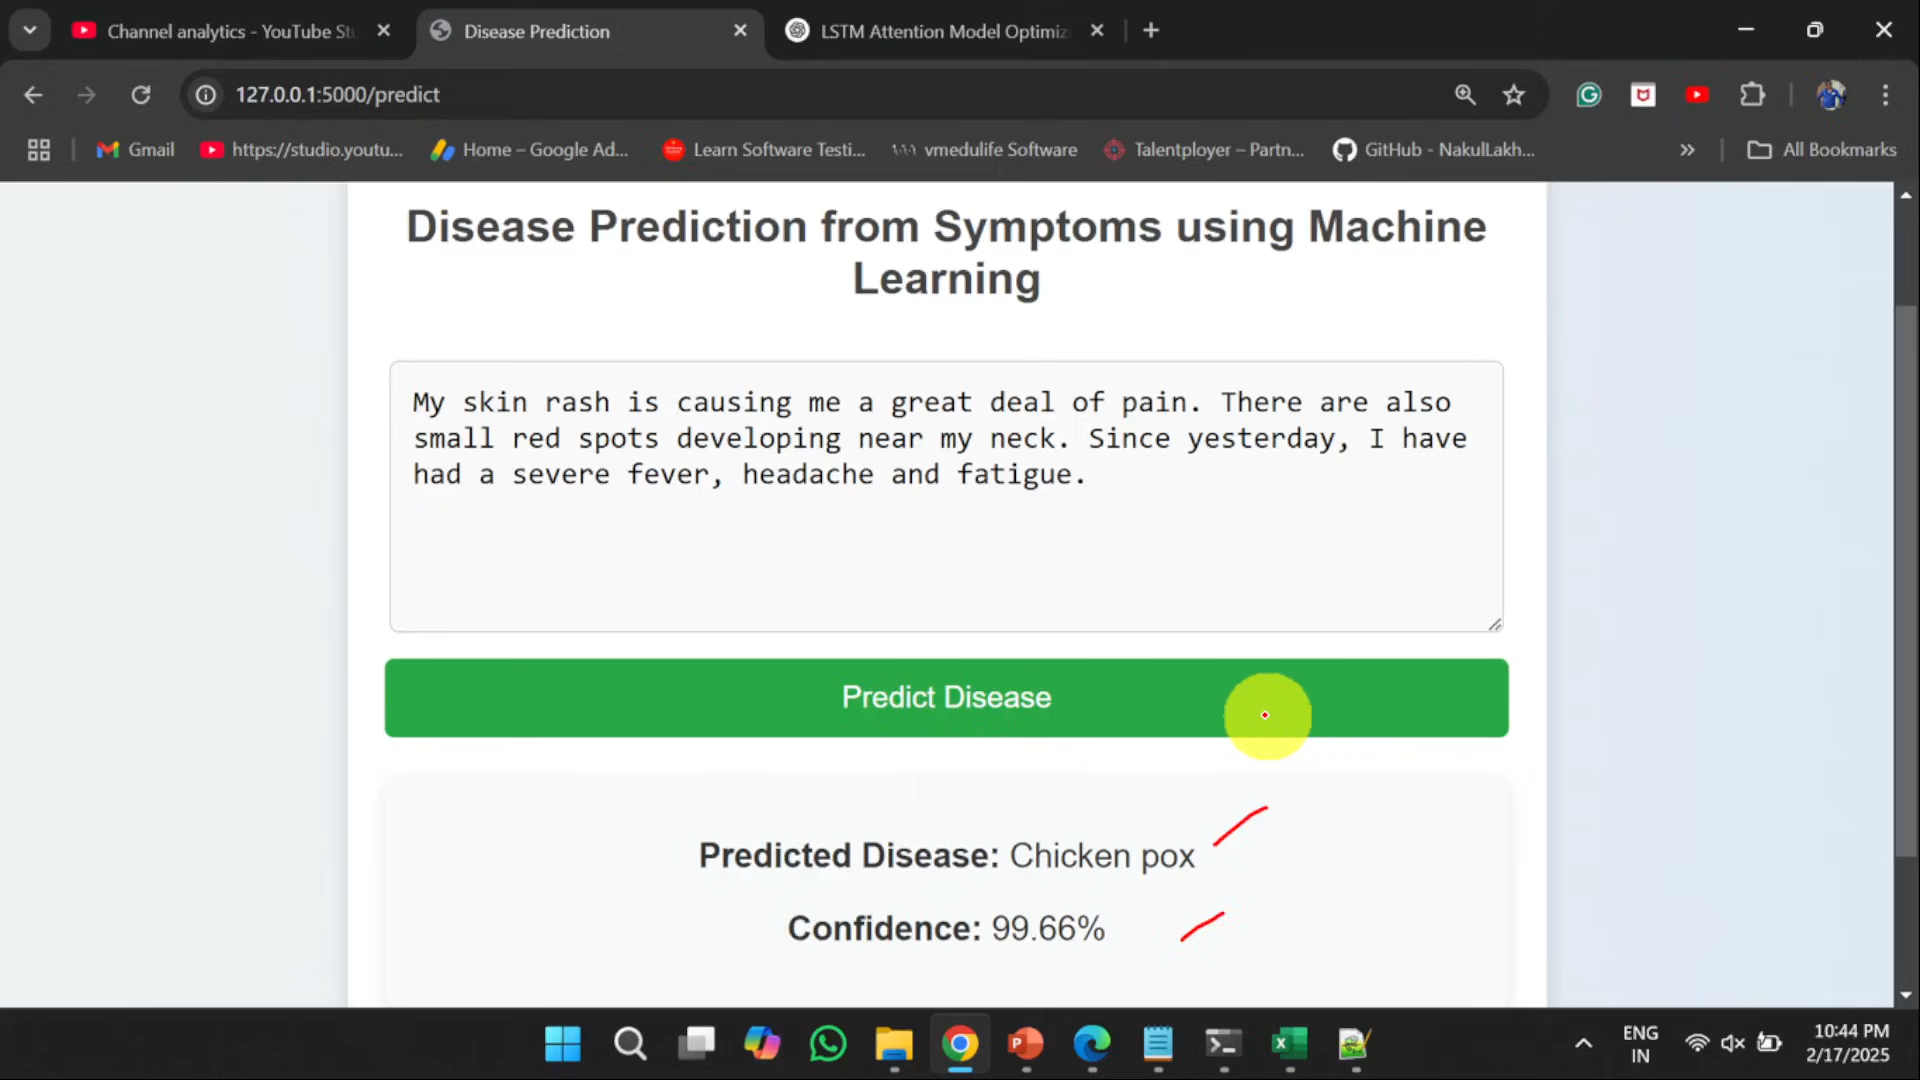 Channel analytics - YouTube St
Disease Prediction
LSTM Attention Model Optimiz
127.0.0.1:5000/predict
Gmail
https://studio.youtu...
Home – Google Ad...
Learn Software Testi...
vmedulife Software
Talentployer – Partn...
GitHub - NakulLakh...
All Bookmarks
Disease Prediction from Symptoms using Machine
Learning
My skin rash is causing me a great deal of pain. There are also
small red spots developing near my neck. Since yesterday, I have
had a severe fever, headache and fatigue.
Predict Disease
Predicted Disease: Chicken pox
Confidence: 99.66%
ENG
IN
10:44 PM
2/17/2025